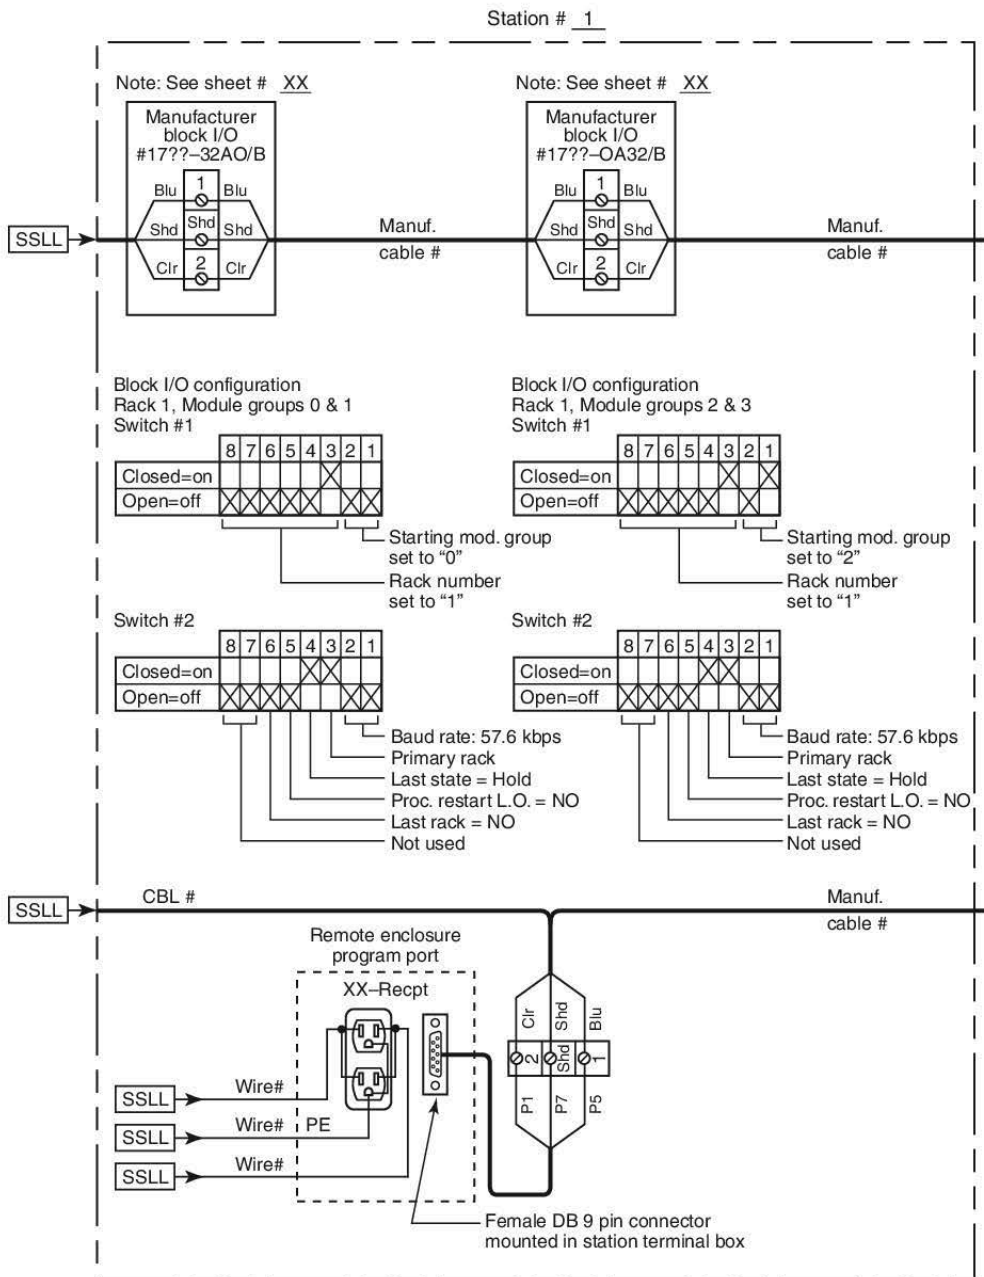 Station # 1
Note: See sheet # XX
Manufacturer
block I/O
#17??–32AO/B
1
Blu Blu
Shd Shd Shd
2
Clr Clr
SSLL
Manuf.
cable #
Note: See sheet # XX
Manufacturer
block I/O
#17??–OA32/B
1
Blu Blu
Shd Shd Shd
2
Clr Clr
Manuf.
cable #
Block I/O configuration
Rack 1, Module groups 0 & 1
Switch #1
8 7 6 5 4 3 2 1
Closed=on
Open=off
Starting mod. group
set to “0”
Rack number
set to “1”
Switch #2
8 7 6 5 4 3 2 1
Closed=on
Open=off
Baud rate: 57.6 kbps
Primary rack
Last state = Hold
Proc. restart L.O. = NO
Last rack = NO
Not used
Block I/O configuration
Rack 1, Module groups 2 & 3
Switch #1
8 7 6 5 4 3 2 1
Closed=on
Open=off
Starting mod. group
set to “2”
Rack number
set to “1”
Switch #2
8 7 6 5 4 3 2 1
Closed=on
Open=off
Baud rate: 57.6 kbps
Primary rack
Last state = Hold
Proc. restart L.O. = NO
Last rack = NO
Not used
SSLL
CBL #
Manuf.
cable #
Remote enclosure
program port
XX–Recpt
Clr
Shd
Blu
2
Shd
1
P1
P7
P5
SSLL
Wire#
SSLL
Wire# PE
SSLL
Wire#
Female DB 9 pin connector
mounted in station terminal box